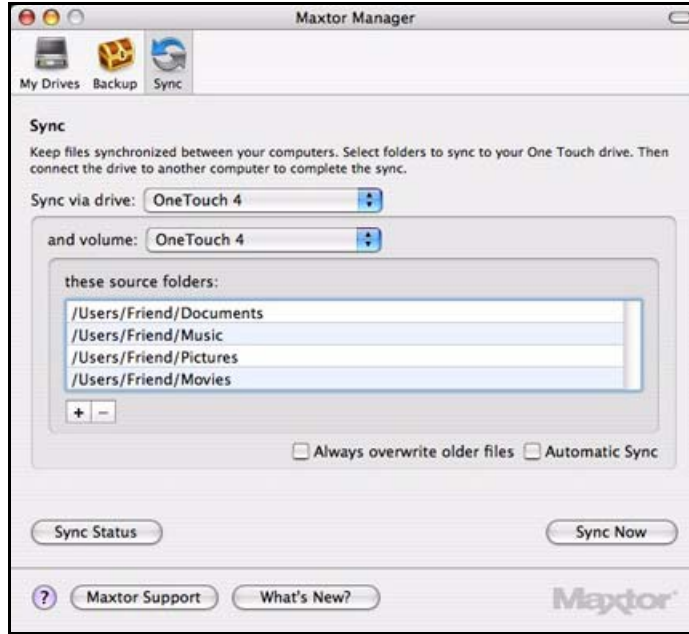 Maxtor Manager
My Drives Backup Sync
Sync
Keep files synchronized between your computers. Select folders to sync to your One Touch drive. Then
connect the drive to another computer to complete the sync.
Sync via drive: OneTouch 4
and volume: OneTouch 4
these source folders:
/Users/Friend/Documents
/Users/Friend/Music
/Users/Friend/Pictures
/Users/Friend/Movies
+ −
Always overwrite older files Automatic Sync
Sync Status Sync Now
? Maxtor Support What's New? Maxtor